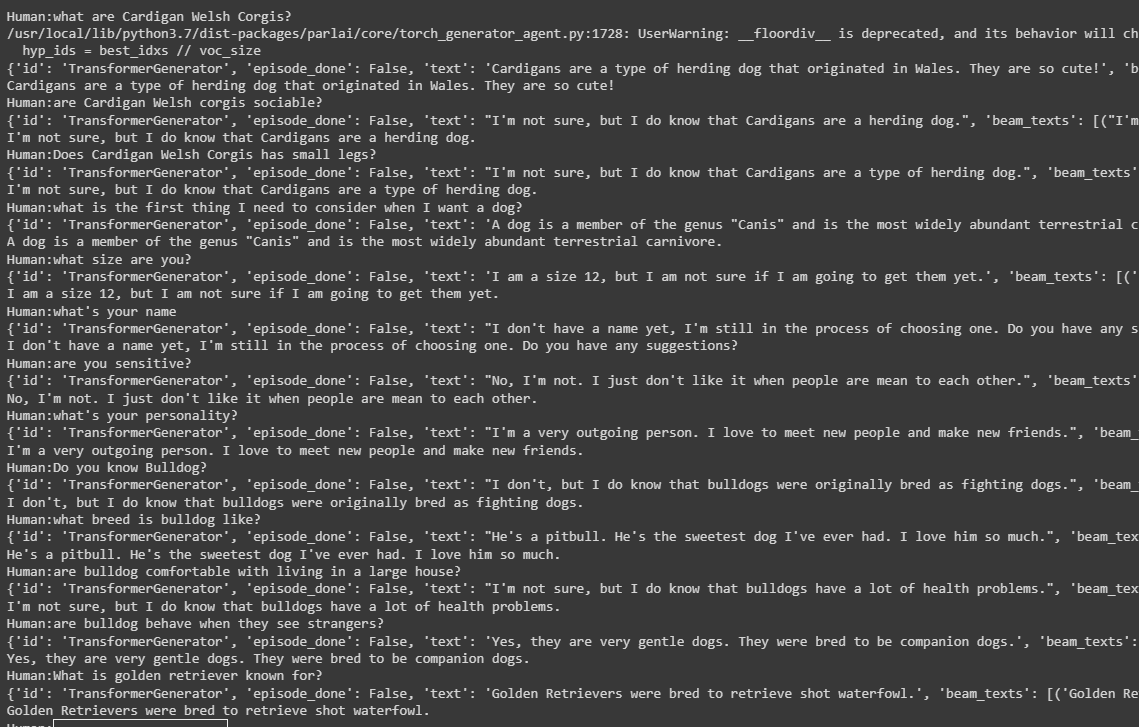 Human:what are Cardigan Welsh Corgis?
/usr/local/lib/python3.7/dist-packages/parlai/core/torch_generator_agent.py:1728: UserWarning: __floordiv__ is deprecated, and its behavior will ch
  hyp_ids = best_idxs // voc_size
{'id': 'TransformerGenerator', 'episode_done': False, 'text': 'Cardigans are a type of herding dog that originated in Wales. They are so cute!', 'b
Cardigans are a type of herding dog that originated in Wales. They are so cute!
Human:are Cardigan Welsh corgis sociable?
{'id': 'TransformerGenerator', 'episode_done': False, 'text': "I'm not sure, but I do know that Cardigans are a herding dog.", 'beam_texts': [("I'm
I'm not sure, but I do know that Cardigans are a herding dog.
Human:Does Cardigan Welsh Corgis has small legs?
{'id': 'TransformerGenerator', 'episode_done': False, 'text': "I'm not sure, but I do know that Cardigans are a type of herding dog.", 'beam_texts'
I'm not sure, but I do know that Cardigans are a type of herding dog.
Human:what is the first thing I need to consider when I want a dog?
{'id': 'TransformerGenerator', 'episode_done': False, 'text': 'A dog is a member of the genus "Canis" and is the most widely abundant terrestrial c
A dog is a member of the genus "Canis" and is the most widely abundant terrestrial carnivore.
Human:what size are you?
{'id': 'TransformerGenerator', 'episode_done': False, 'text': 'I am a size 12, but I am not sure if I am going to get them yet.', 'beam_texts': [('
I am a size 12, but I am not sure if I am going to get them yet.
Human:what's your name
{'id': 'TransformerGenerator', 'episode_done': False, 'text': "I don't have a name yet, I'm still in the process of choosing one. Do you have any s
I don't have a name yet, I'm still in the process of choosing one. Do you have any suggestions?
Human:are you sensitive?
{'id': 'TransformerGenerator', 'episode_done': False, 'text': "No, I'm not. I just don't like it when people are mean to each other.", 'beam_texts'
No, I'm not. I just don't like it when people are mean to each other.
Human:what's your personality?
{'id': 'TransformerGenerator', 'episode_done': False, 'text': "I'm a very outgoing person. I love to meet new people and make new friends.", 'beam_
I'm a very outgoing person. I love to meet new people and make new friends.
Human:Do you know Bulldog?
{'id': 'TransformerGenerator', 'episode_done': False, 'text': "I don't, but I do know that bulldogs were originally bred as fighting dogs.", 'beam_
I don't, but I do know that bulldogs were originally bred as fighting dogs.
Human:what breed is bulldog like?
{'id': 'TransformerGenerator', 'episode_done': False, 'text': "He's a pitbull. He's the sweetest dog I've ever had. I love him so much.", 'beam_tex
He's a pitbull. He's the sweetest dog I've ever had. I love him so much.
Human:are bulldog comfortable with living in a large house?
{'id': 'TransformerGenerator', 'episode_done': False, 'text': "I'm not sure, but I do know that bulldogs have a lot of health problems.", 'beam_tex
I'm not sure, but I do know that bulldogs have a lot of health problems.
Human:are bulldog behave when they see strangers?
{'id': 'TransformerGenerator', 'episode_done': False, 'text': 'Yes, they are very gentle dogs. They were bred to be companion dogs.', 'beam_texts':
Yes, they are very gentle dogs. They were bred to be companion dogs.
Human:What is golden retriever known for?
{'id': 'TransformerGenerator', 'episode_done': False, 'text': 'Golden Retrievers were bred to retrieve shot waterfowl.', 'beam_texts': [('Golden Re
Golden Retrievers were bred to retrieve shot waterfowl.
Human: